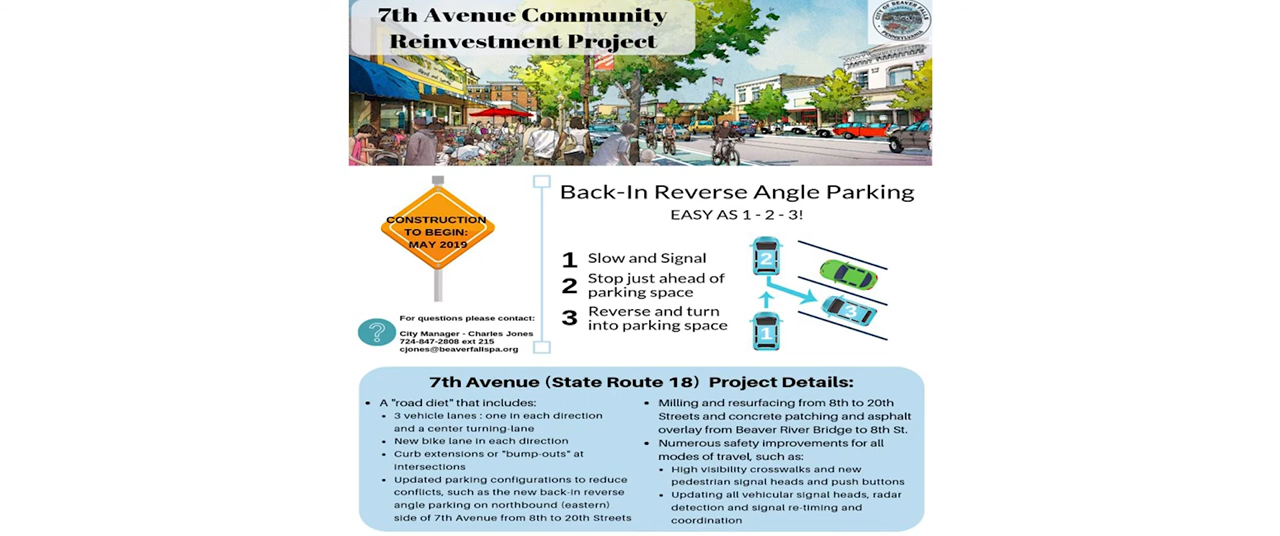 7th Avenue Community
Reinvestment Project
CITY OF BEAVER FALLS
PENNSYLVANIA
CONSTRUCTION
TO BEGIN:
MAY 2019
For questions please contact:
City Manager - Charles Jones
724-847-2808 ext 215
cjones@beaverfallspa.org
?
Back-In Reverse Angle Parking
EASY AS 1 - 2 - 3!
1 Slow and Signal
2 Stop just ahead of
parking space
3 Reverse and turn
into parking space
2
3
1
7th Avenue (State Route 18) Project Details:
• A "road diet" that includes:
• 3 vehicle lanes : one in each direction
and a center turning-lane
• New bike lane in each direction
• Curb extensions or "bump-outs" at
intersections
• Updated parking configurations to reduce
conflicts, such as the new back-in reverse
angle parking on northbound (eastern)
side of 7th Avenue from 8th to 20th Streets
• Milling and resurfacing from 8th to 20th
Streets and concrete patching and asphalt
overlay from Beaver River Bridge to 8th St.
• Numerous safety improvements for all
modes of travel, such as:
• High visibility crosswalks and new
pedestrian signal heads and push buttons
• Updating all vehicular signal heads, radar
detection and signal re-timing and
coordination